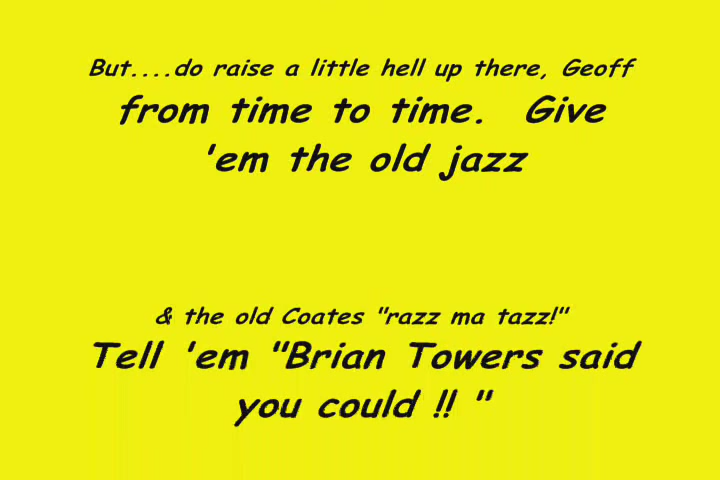 But....do raise a little hell up there, Geoff
from time to time.  Give
'em the old jazz
& the old Coates "razz ma tazz!"
Tell 'em "Brian Towers said
you could !! "